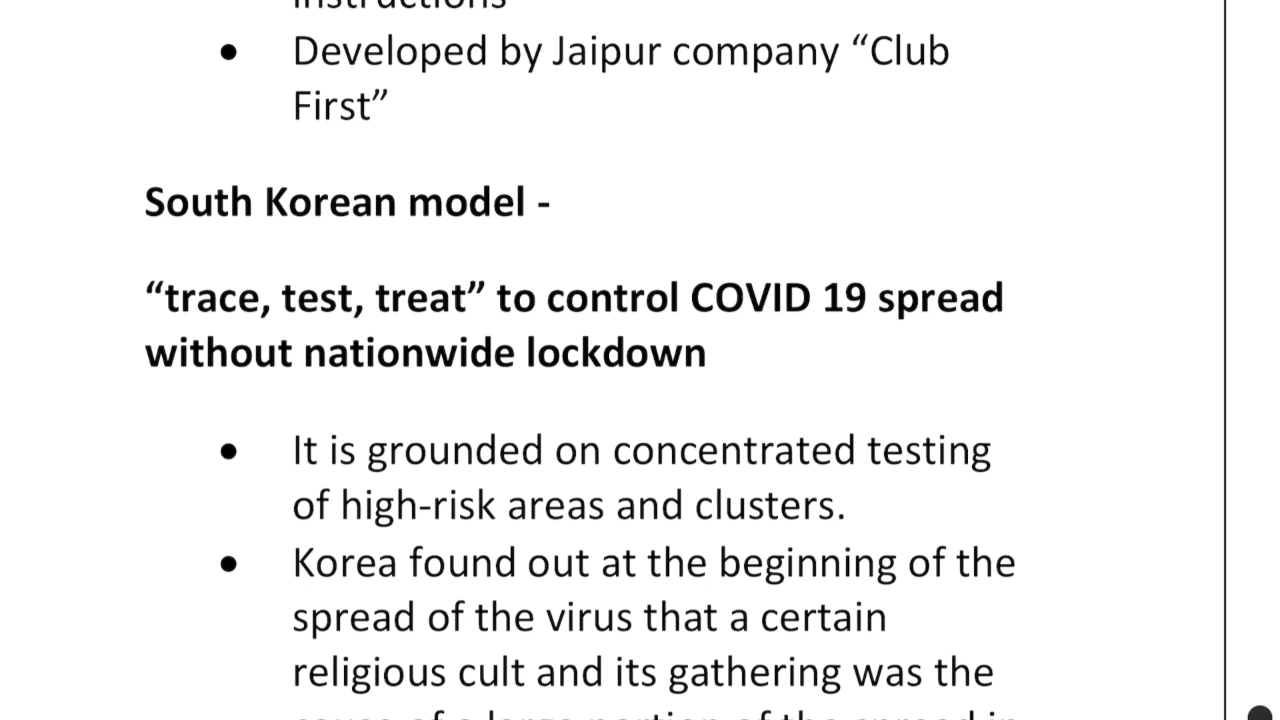 instructions
• Developed by Jaipur company “Club
First”
South Korean model -
“trace, test, treat” to control COVID 19 spread
without nationwide lockdown
• It is grounded on concentrated testing
of high-risk areas and clusters.
• Korea found out at the beginning of the
spread of the virus that a certain
religious cult and its gathering was the
cause of a large portion of the spread in